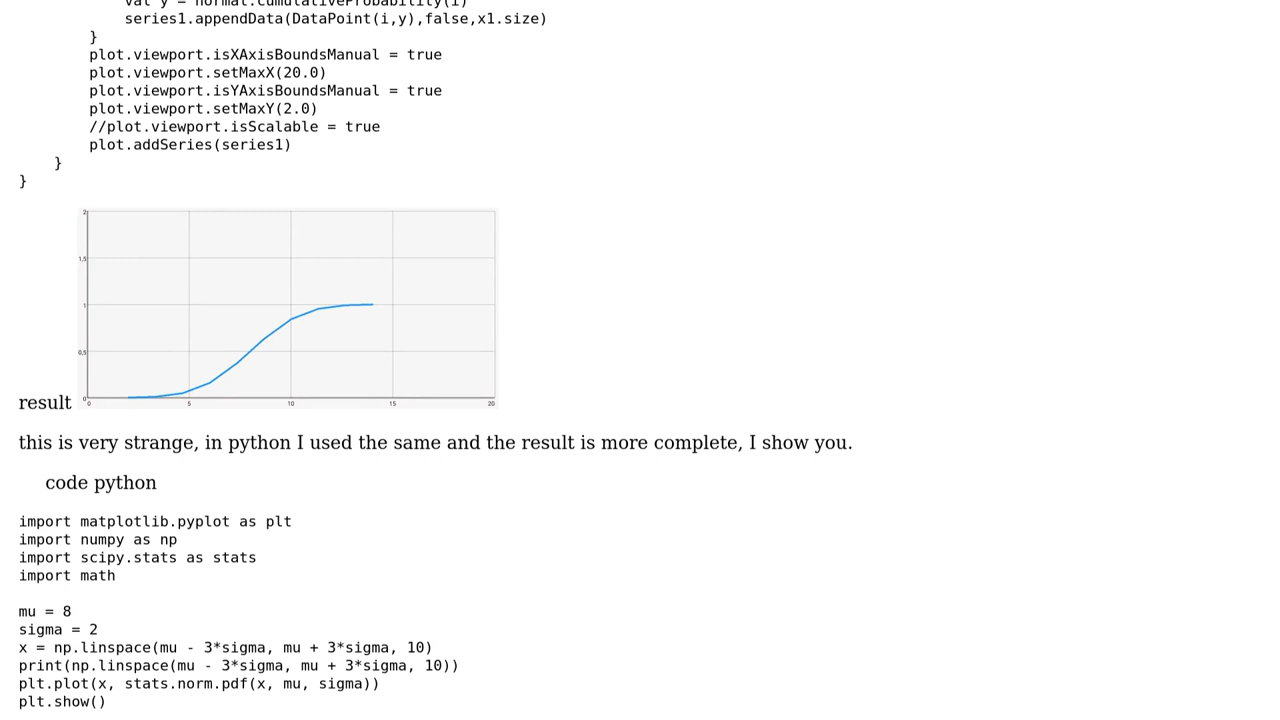 val y = normal.cumulativeProbability(i)
series1.appendData(DataPoint(i,y),false,x1.size)
}
plot.viewport.isXAxisBoundsManual = true
plot.viewport.setMaxX(20.0)
plot.viewport.isYAxisBoundsManual = true
plot.viewport.setMaxY(2.0)
//plot.viewport.isScalable = true
plot.addSeries(series1)
}
}
2
1,5
1
0,5
0
0 5 10 15 20
result
this is very strange, in python I used the same and the result is more complete, I show you.
code python
import matplotlib.pyplot as plt
import numpy as np
import scipy.stats as stats
import math
mu = 8
sigma = 2
x = np.linspace(mu - 3*sigma, mu + 3*sigma, 10)
print(np.linspace(mu - 3*sigma, mu + 3*sigma, 10))
plt.plot(x, stats.norm.pdf(x, mu, sigma))
plt.show()